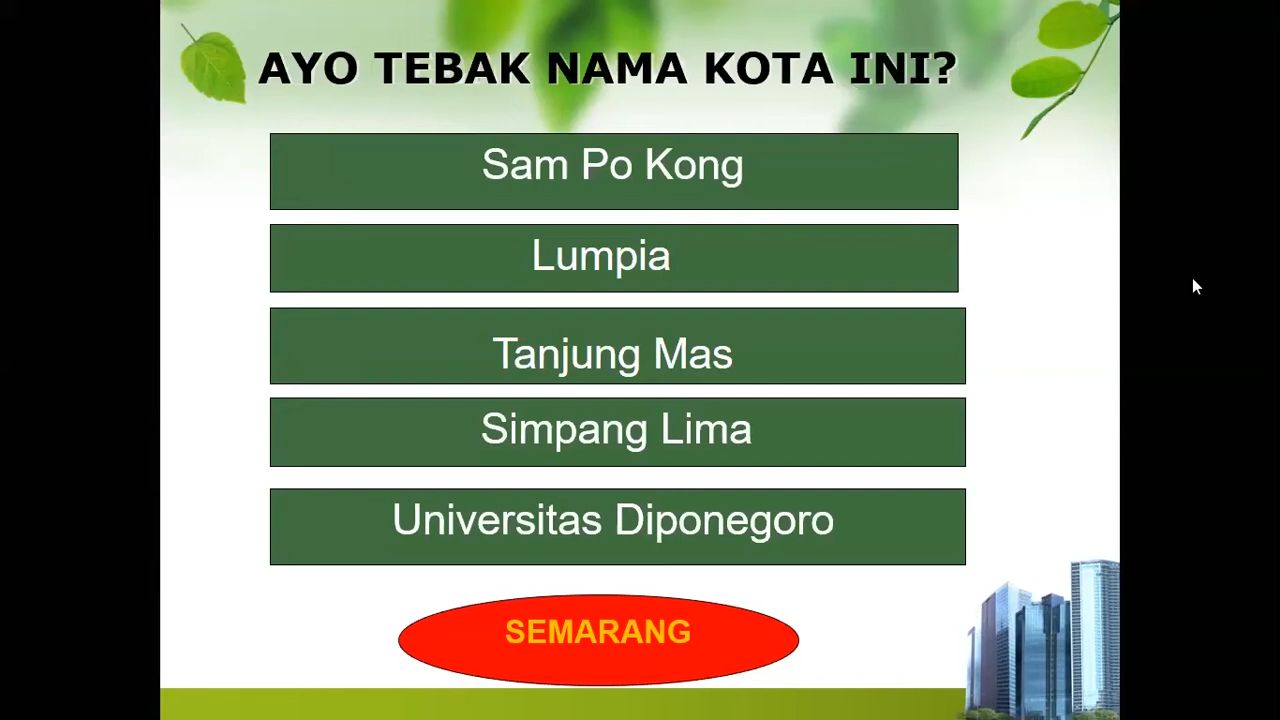 AYO TEBAK NAMA KOTA INI?
Sam Po Kong
Lumpia
Tanjung Mas
Simpang Lima
Universitas Diponegoro
SEMARANG